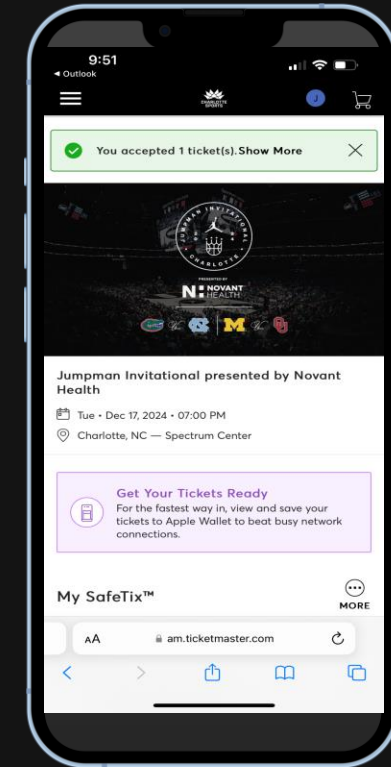 9:51
◂ Outlook
CHARLOTTE
SPORTS
J
You accepted 1 ticket(s).Show More
JUMPMAN INVITATIONAL
CHARLOTTE
PRESENTED BY
N NOVANT
HEALTH
M
Jumpman Invitational presented by Novant
Health
Tue • Dec 17, 2024 • 07:00 PM
Charlotte, NC — Spectrum Center
Get Your Tickets Ready
For the fastest way in, view and save your
tickets to Apple Wallet to beat busy network
connections.
My SafeTix™
MORE
AA
am.ticketmaster.com